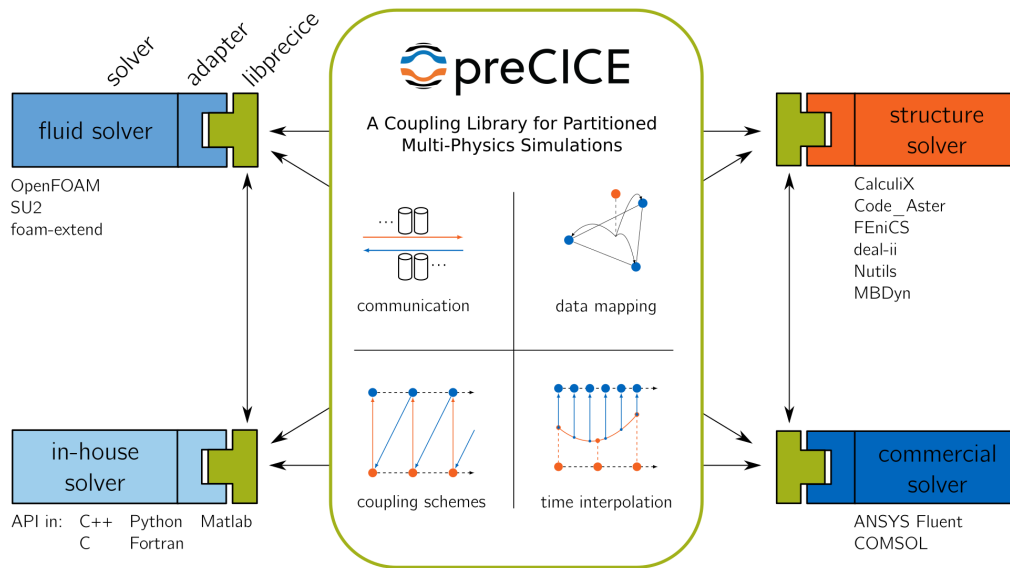 solver
adapter
libprecice
preCICE
A Coupling Library for Partitioned
Multi-Physics Simulations
fluid solver
OpenFOAM
SU2
foam-extend
structure
solver
CalculiX
Code_Aster
FEniCS
deal-ii
Nutils
MBDyn
...
...
communication
data mapping
coupling schemes
time interpolation
in-house
solver
API in: C++ Python Matlab
C Fortran
commercial
solver
ANSYS Fluent
COMSOL